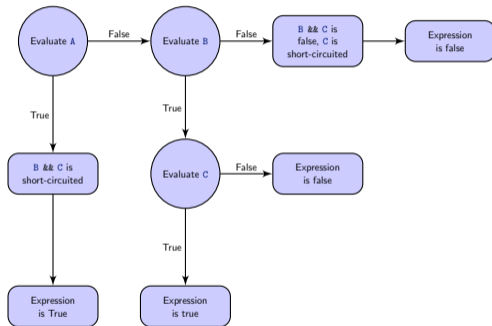 Evaluate A
False
Evaluate B
False
B && C is
false, C is
short-circuited
Expression
is false
True
True
B && C is
short-circuited
Evaluate C
False
Expression
is false
True
Expression
is True
Expression
is true